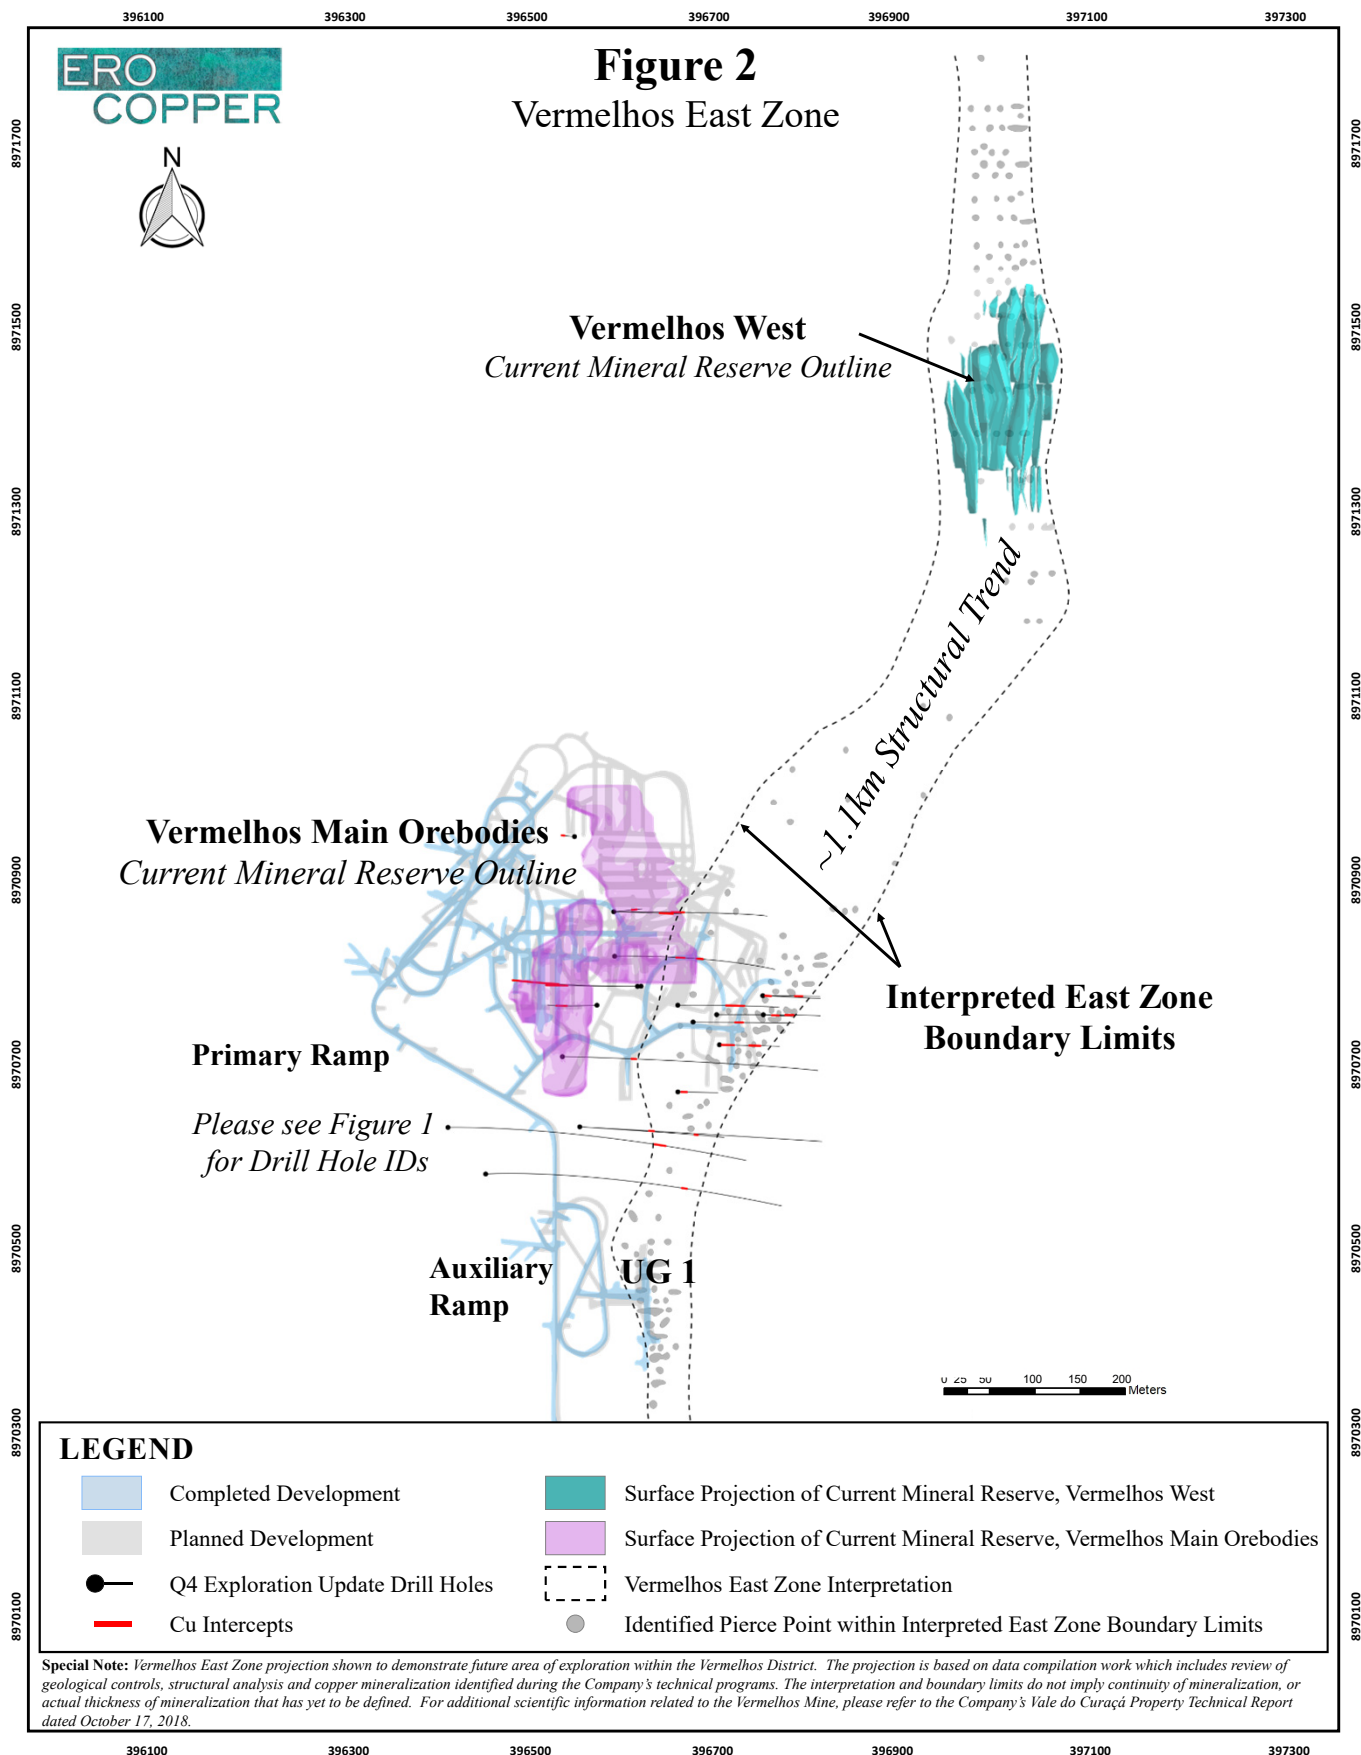 396100 396300 396500 396700 396900 397100 397300
ERO
COPPER
Figure 2
Vermelhos East Zone
N
8971700 8971700
8971500 8971500
Vermelhos West
Current Mineral Reserve Outline
8971300 8971300
~1.1km Structural Trend
8971100 8971100
Vermelhos Main Orebodies
Current Mineral Reserve Outline
8970900 8970900
Interpreted East Zone
Boundary Limits
Primary Ramp
8970700 8970700
Please see Figure 1
for Drill Hole IDs
8970500 8970500
Auxiliary
Ramp
UG 1
0 25 50 100 150 200
Meters
8970300 8970300
LEGEND
Completed Development
Planned Development
Q4 Exploration Update Drill Holes
Cu Intercepts
Surface Projection of Current Mineral Reserve, Vermelhos West
Surface Projection of Current Mineral Reserve, Vermelhos Main Orebodies
Vermelhos East Zone Interpretation
Identified Pierce Point within Interpreted East Zone Boundary Limits
8970100 8970100
Special Note: Vermelhos East Zone projection shown to demonstrate future area of exploration within the Vermelhos District. The projection is based on data compilation work which includes review of
geological controls, structural analysis and copper mineralization identified during the Company's technical programs. The interpretation and boundary limits do not imply continuity of mineralization, or
actual thickness of mineralization that has yet to be defined. For additional scientific information related to the Vermelhos Mine, please refer to the Company's Vale do Curaçá Property Technical Report
dated October 17, 2018.
396100 396300 396500 396700 396900 397100 397300